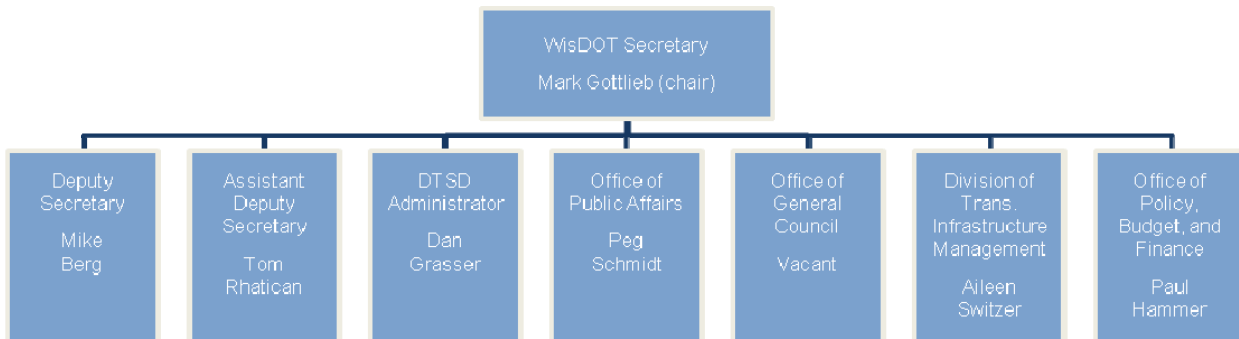 WisDOT Secretary
Mark Gottlieb (chair)
Deputy
Secretary
Mike
Berg
Assistant
Deputy
Secretary
Tom
Rhatican
DTSD
Administrator
Dan
Grasser
Office of
Public Affairs
Peg
Schmidt
Office of
General
Council
Vacant
Division of
Trans.
Infrastructure
Management
Aileen
Switzer
Office of
Policy,
Budget, and
Finance
Paul
Hammer